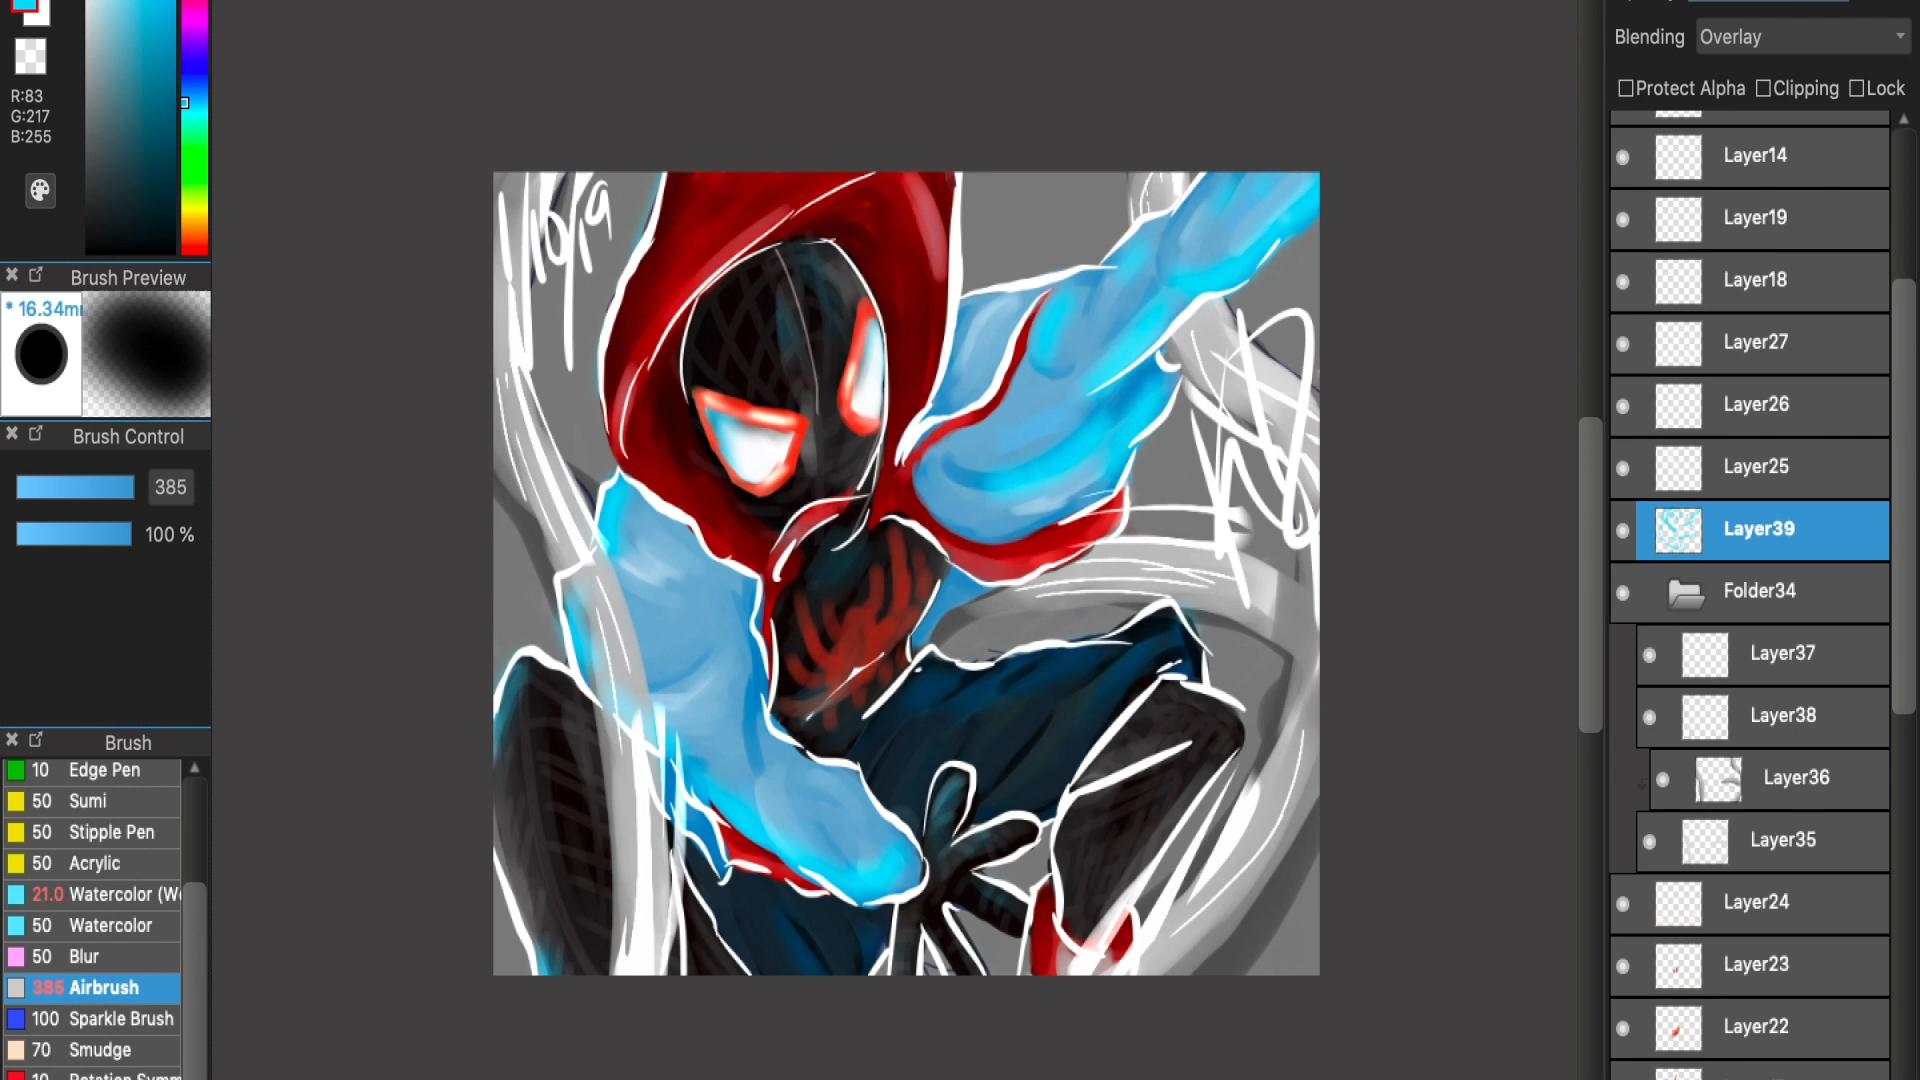 R:83
G:217
B:255
Brush Preview
* 16.34m
Brush Control
385
100 %
Brush
10 Edge Pen
50 Sumi
50 Stipple Pen
50 Acrylic
21.0 Watercolor (W
50 Watercolor
50 Blur
385 Airbrush
100 Sparkle Brush
70 Smudge
10 Rotation Symm
Blending Overlay
Protect Alpha Clipping Lock
Layer14
Layer19
Layer18
Layer27
Layer26
Layer25
Layer39
Folder34
Layer37
Layer38
Layer36
Layer35
Layer24
Layer23
Layer22